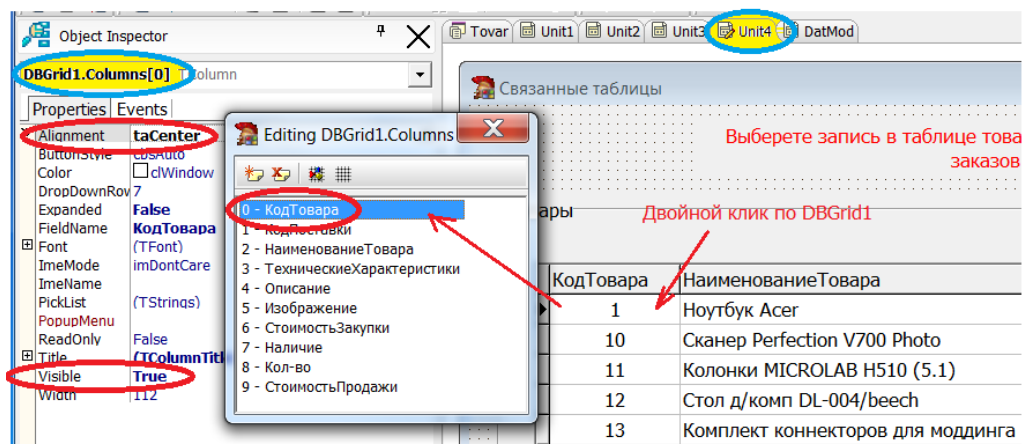 Object Inspector
DBGrid1.Columns[0] TColumn
Properties Events
Alignment taCenter
ButtonStyle cbsAuto
Color clWindow
DropDownRow 7
Expanded False
FieldName КодТовара
Font (TFont)
ImeMode imDontCare
ImeName
PickList (TStrings)
PopupMenu
ReadOnly False
Title (TColumnTitl
Visible True
Width 112
Editing DBGrid1.Columns
0 - КодТовара
1 - КодПоставки
2 - НаименованиеТовара
3 - ТехническиеХарактеристики
4 - Описание
5 - Изображение
6 - СтоимостьЗакупки
7 - Наличие
8 - Кол-во
9 - СтоимостьПродажи
Tovar Unit1 Unit2 Unit3 Unit4 DatMod
Связанные таблицы
Выберете запись в таблице това
заказов
ары
Двойной клик по DBGrid1
КодТовара НаименованиеТовара
1 Ноутбук Acer
10 Сканер Perfection V700 Photo
11 Колонки MICROLAB H510 (5.1)
12 Стол д/комп DL-004/beech
13 Комплект коннекторов для моддинга